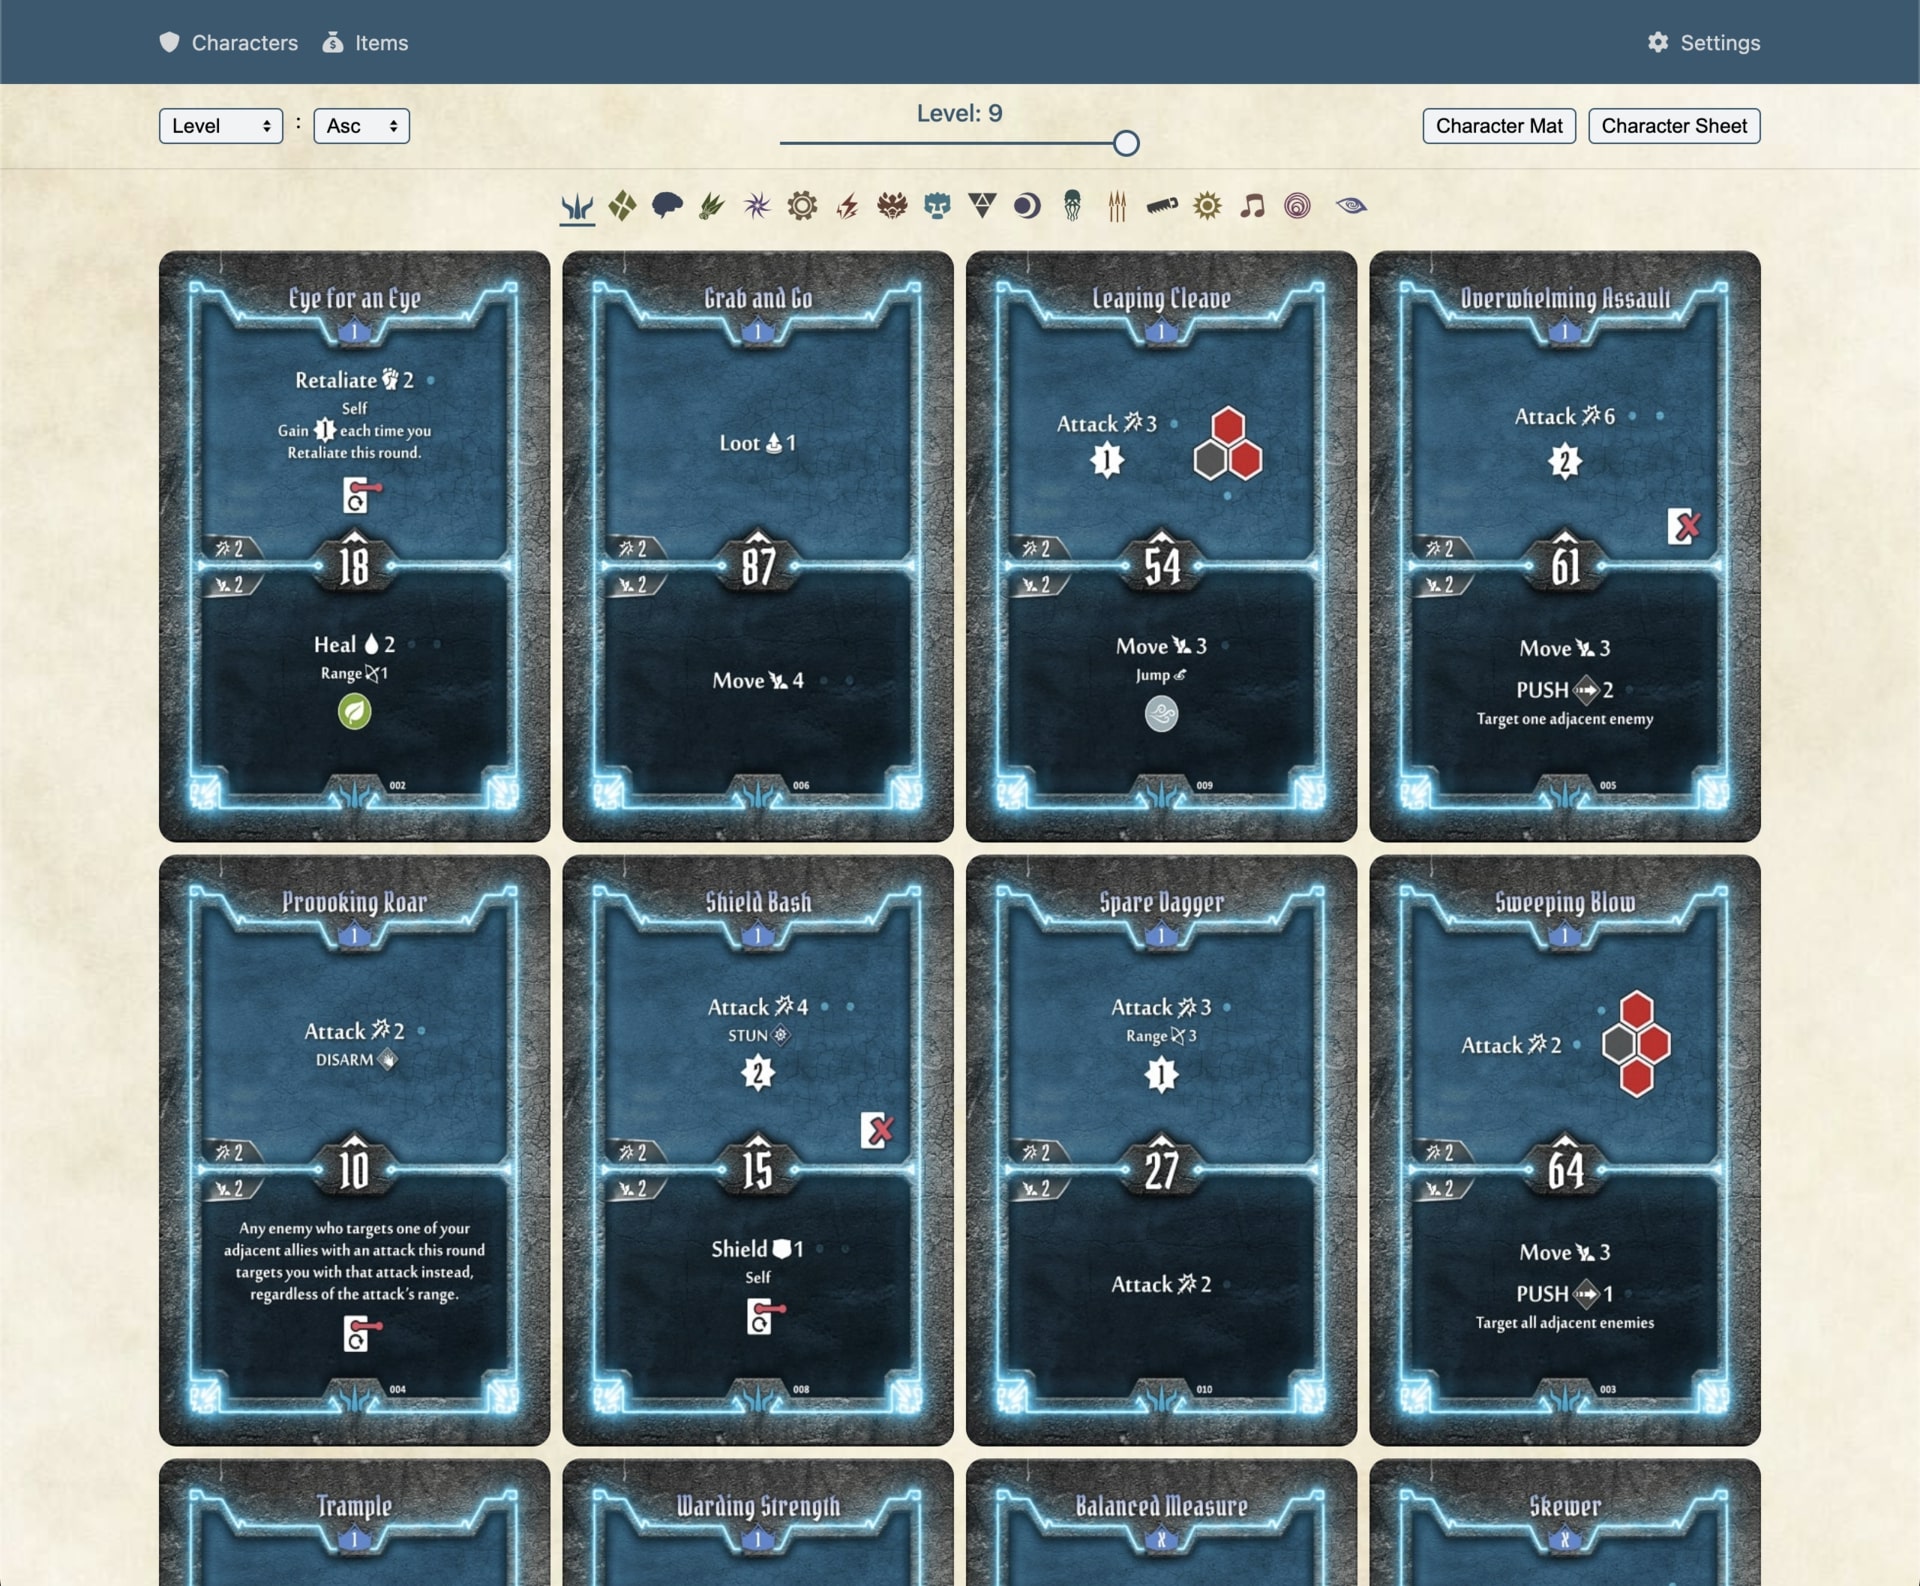 Characters Items Settings
Level : Asc
Level: 9
Character Mat Character Sheet
Eye for an Eye
1
Retaliate 2
Self
Gain 1 each time you
Retaliate this round.
2
18
2
Heal 2
Range 1
002
Grab and Go
1
Loot 1
2
87
2
Move 4
006
Leaping Cleave
1
Attack 3
1
2
54
2
Move 3
Jump
009
Overwhelming Assault
1
Attack 6
2
2
61
2
Move 3
PUSH 2
Target one adjacent enemy
005
Provoking Roar
1
Attack 2
DISARM
2
10
2
Any enemy who targets one of your
adjacent allies with an attack this round
targets you with that attack instead,
regardless of the attack's range.
004
Shield Bash
1
Attack 4
STUN
2
2
15
2
Shield 1
Self
008
Spare Dagger
1
Attack 3
Range 3
1
2
27
2
Attack 2
010
Sweeping Blow
1
Attack 2
2
64
2
Move 3
PUSH 1
Target all adjacent enemies
003
Trample
1
Warding Strength
1
Balanced Measure
X
Skewer
X